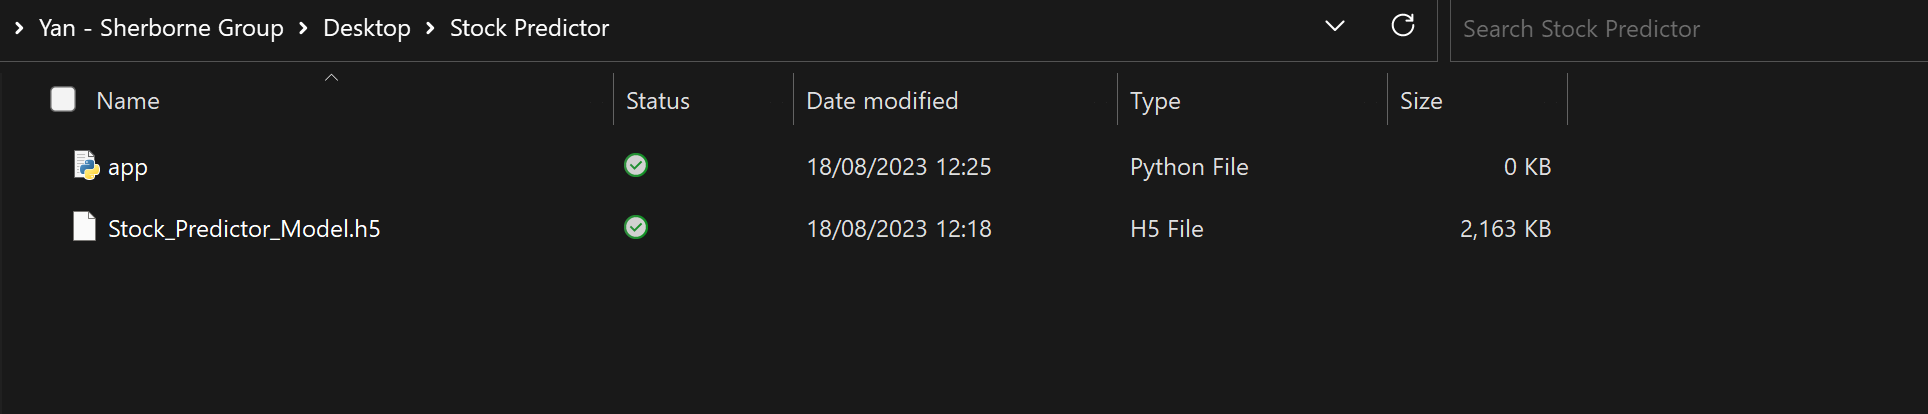 Yan - Sherborne Group > Desktop > Stock Predictor Search Stock Predictor
Name Status Date modified Type Size
app 18/08/2023 12:25 Python File 0 KB
Stock_Predictor_Model.h5 18/08/2023 12:18 H5 File 2,163 KB